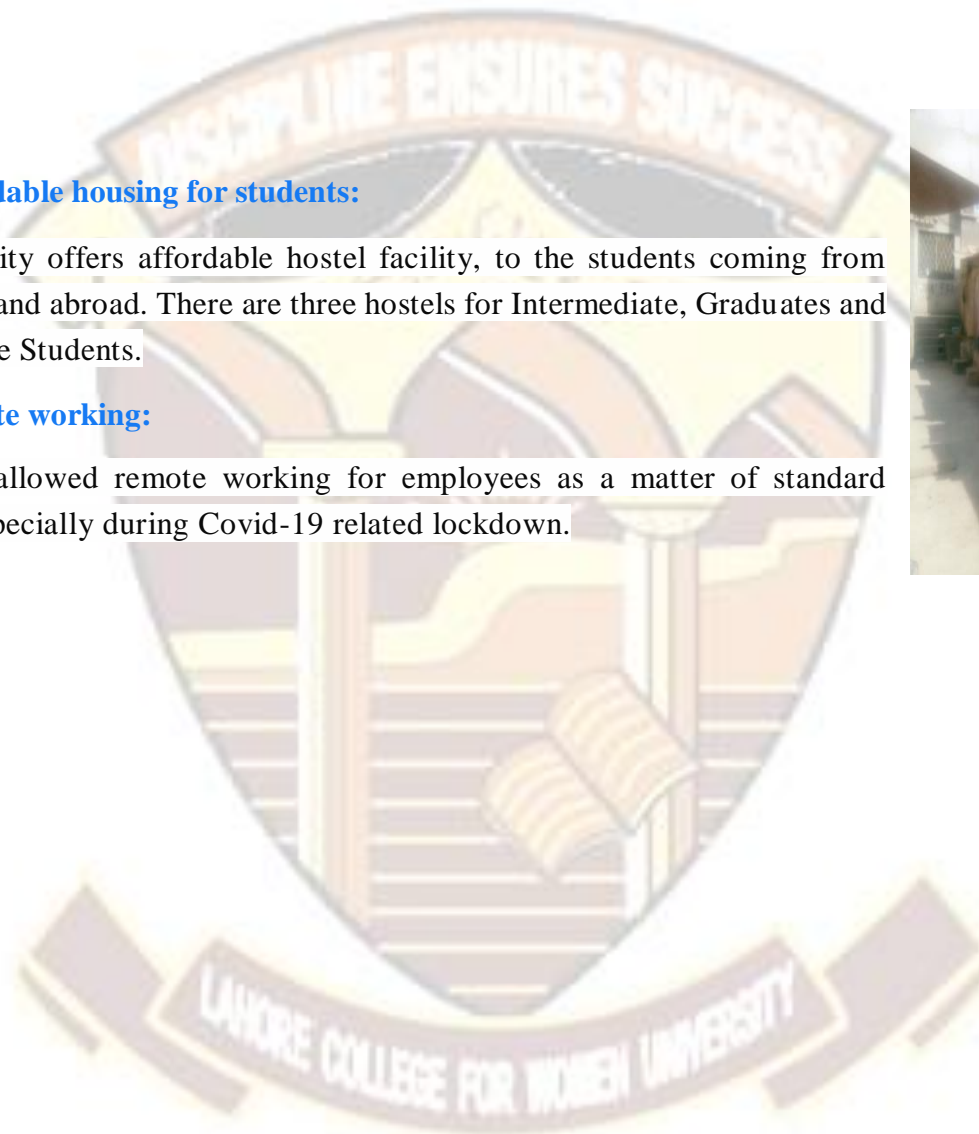 DISCIPLINE ENSURES SUCCESS
dable housing for students:
ity offers affordable hostel facility, to the students coming from
and abroad. There are three hostels for Intermediate, Graduates and
e Students.
te working:
allowed remote working for employees as a matter of standard
pecially during Covid-19 related lockdown.
LAHORE COLLEGE FOR WOMEN UNIVERSITY